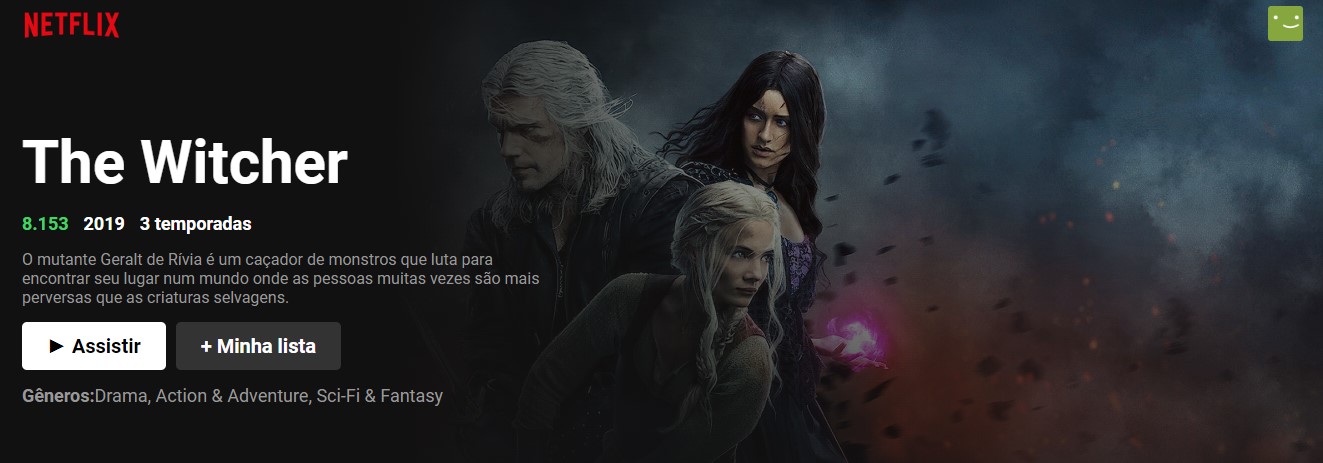 NETFLIX
The Witcher
8.153 2019 3 temporadas
O mutante Geralt de Rívia é um caçador de monstros que luta para
encontrar seu lugar num mundo onde as pessoas muitas vezes são mais
perversas que as criaturas selvagens.
► Assistir + Minha lista
Gêneros:Drama, Action & Adventure, Sci-Fi & Fantasy